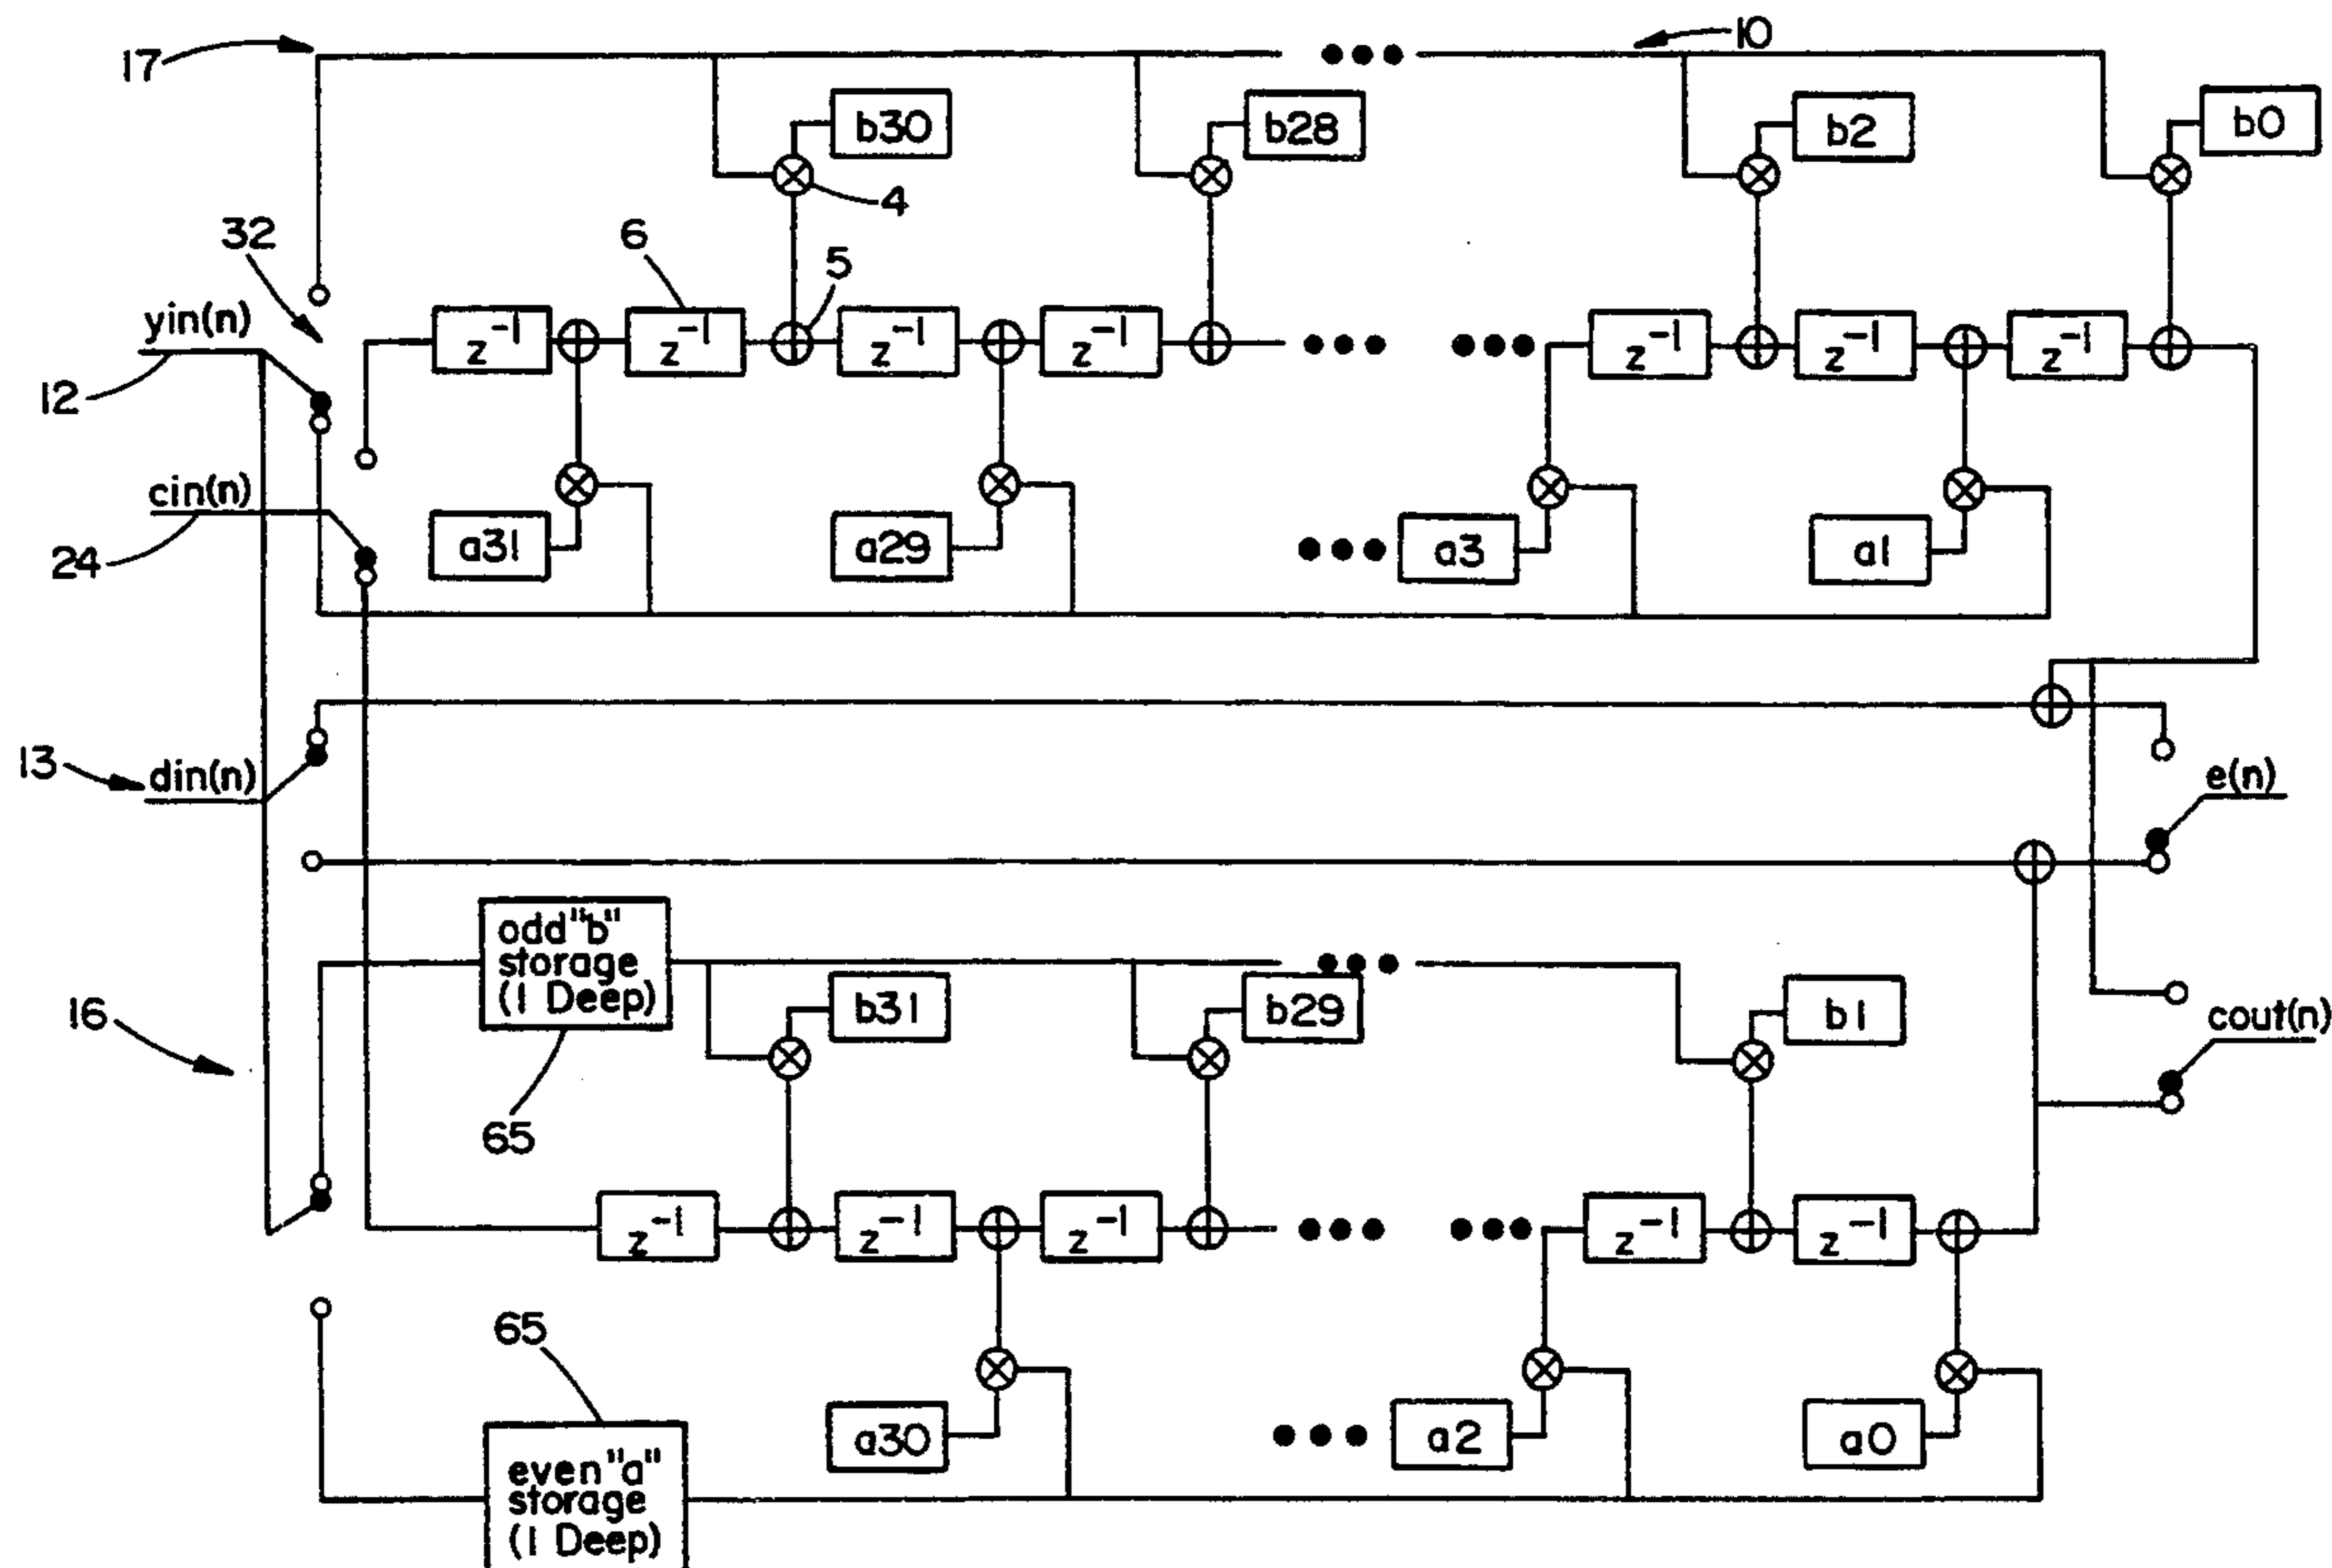 17
10
b30
b28
b2
b0
4
32
6
5
yin(n)
z-1
z-1
z-1
z-1
z-1
z-1
z-1
12
cin(n)
24
a31
a29
a3
a1
13
din(n)
e(n)
odd "b"
storage
(1 Deep)
b31
b29
b1
16
cout(n)
65
z-1
z-1
z-1
z-1
z-1
65
a30
a2
a0
even "a"
storage
(1 Deep)